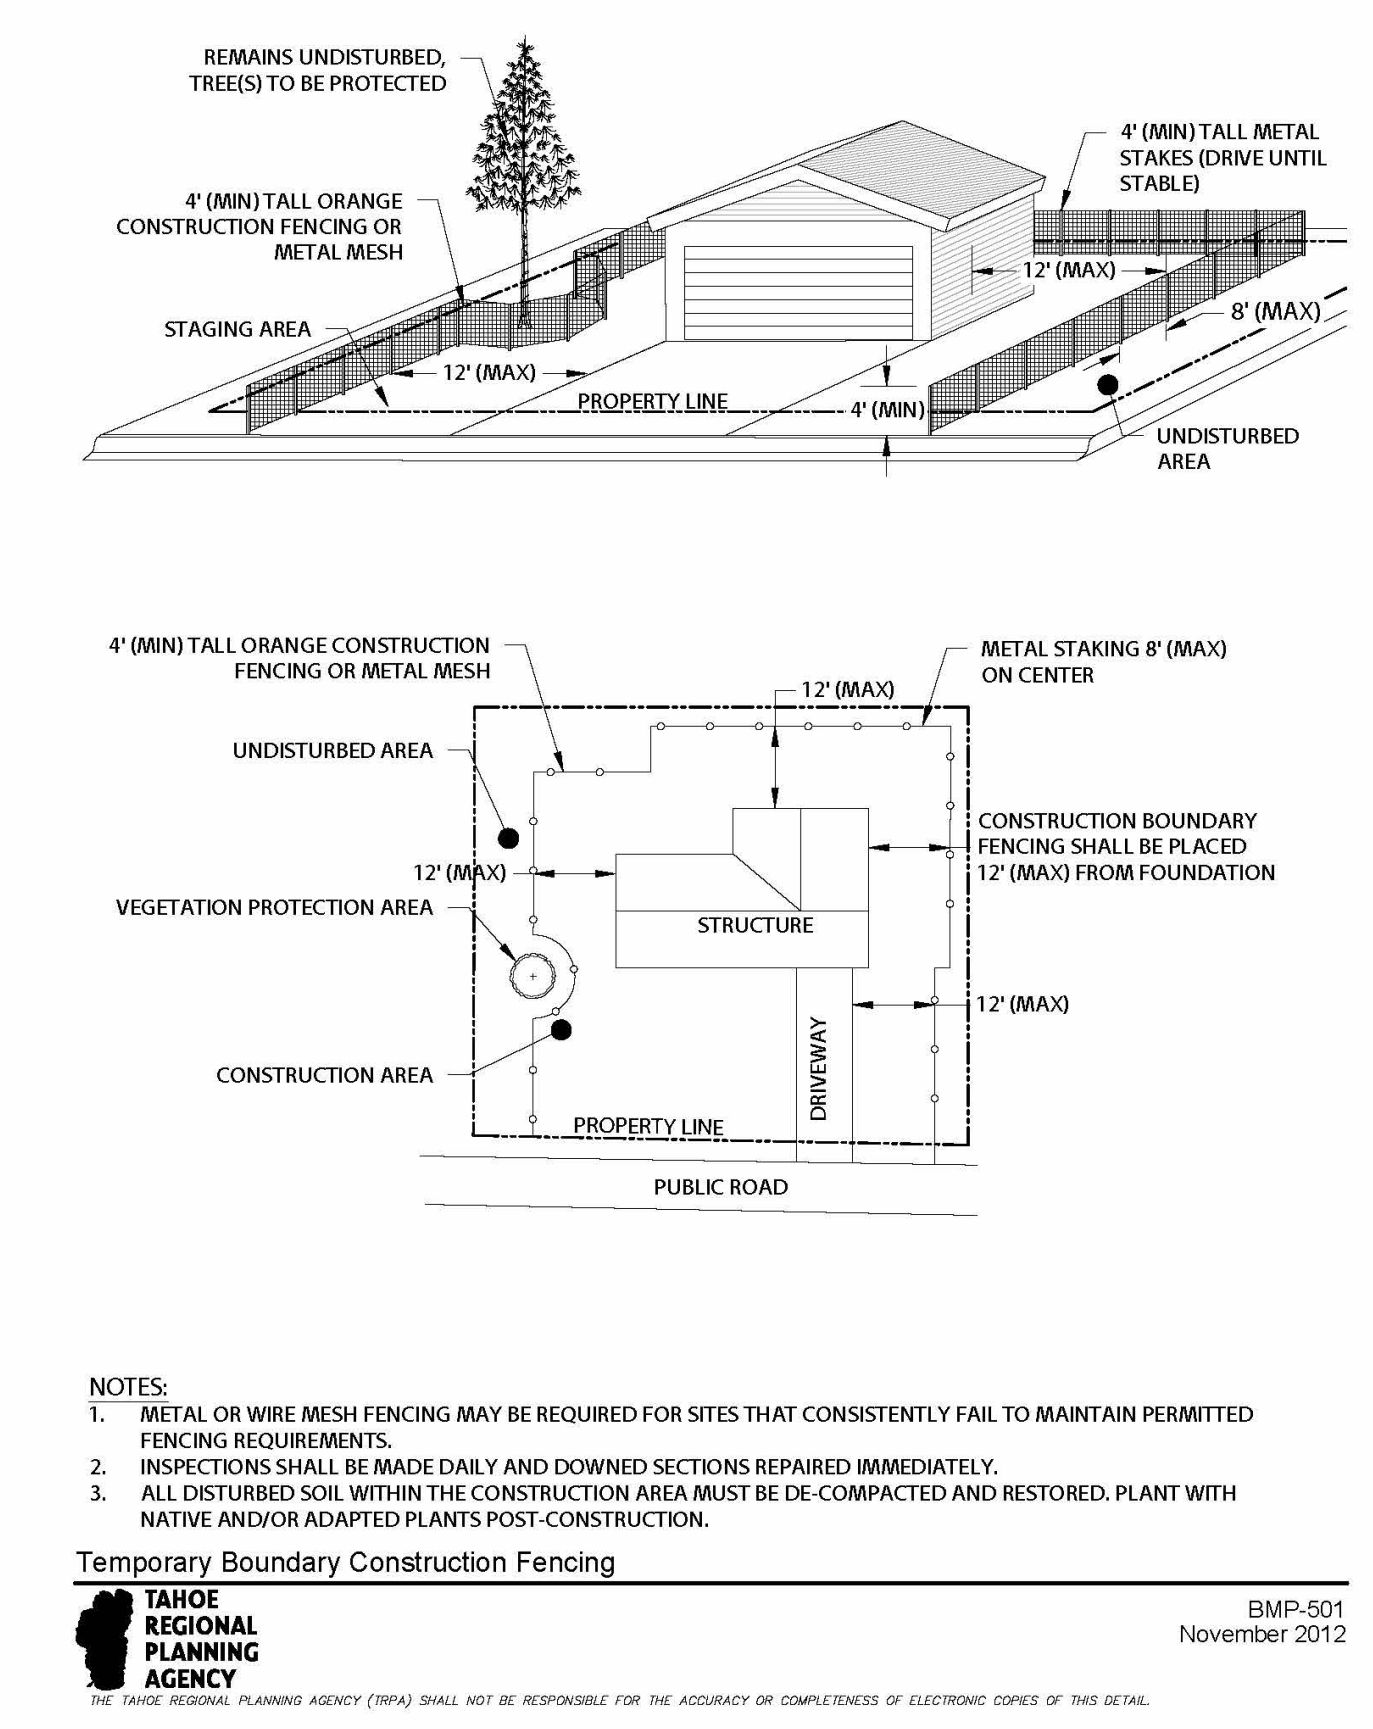 REMAINS UNDISTURBED,
TREE(S) TO BE PROTECTED
4' (MIN) TALL METAL
STAKES (DRIVE UNTIL
STABLE)
4' (MIN) TALL ORANGE
CONSTRUCTION FENCING OR
METAL MESH
12' (MAX)
8' (MAX)
STAGING AREA
12' (MAX)
PROPERTY LINE
4' (MIN)
UNDISTURBED
AREA
4' (MIN) TALL ORANGE CONSTRUCTION
FENCING OR METAL MESH
METAL STAKING 8' (MAX)
ON CENTER
12' (MAX)
UNDISTURBED AREA
CONSTRUCTION BOUNDARY
FENCING SHALL BE PLACED
12' (MAX) FROM FOUNDATION
12' (MAX)
VEGETATION PROTECTION AREA
STRUCTURE
12' (MAX)
DRIVEWAY
CONSTRUCTION AREA
PROPERTY LINE
PUBLIC ROAD
NOTES:
1. METAL OR WIRE MESH FENCING MAY BE REQUIRED FOR SITES THAT CONSISTENTLY FAIL TO MAINTAIN PERMITTED
FENCING REQUIREMENTS.
2. INSPECTIONS SHALL BE MADE DAILY AND DOWNED SECTIONS REPAIRED IMMEDIATELY.
3. ALL DISTURBED SOIL WITHIN THE CONSTRUCTION AREA MUST BE DE-COMPACTED AND RESTORED. PLANT WITH
NATIVE AND/OR ADAPTED PLANTS POST-CONSTRUCTION.
Temporary Boundary Construction Fencing
TAHOE
REGIONAL
PLANNING
AGENCY
BMP-501
November 2012
THE TAHOE REGIONAL PLANNING AGENCY (TRPA) SHALL NOT BE RESPONSIBLE FOR THE ACCURACY OR COMPLETENESS OF ELECTRONIC COPIES OF THIS DETAIL.